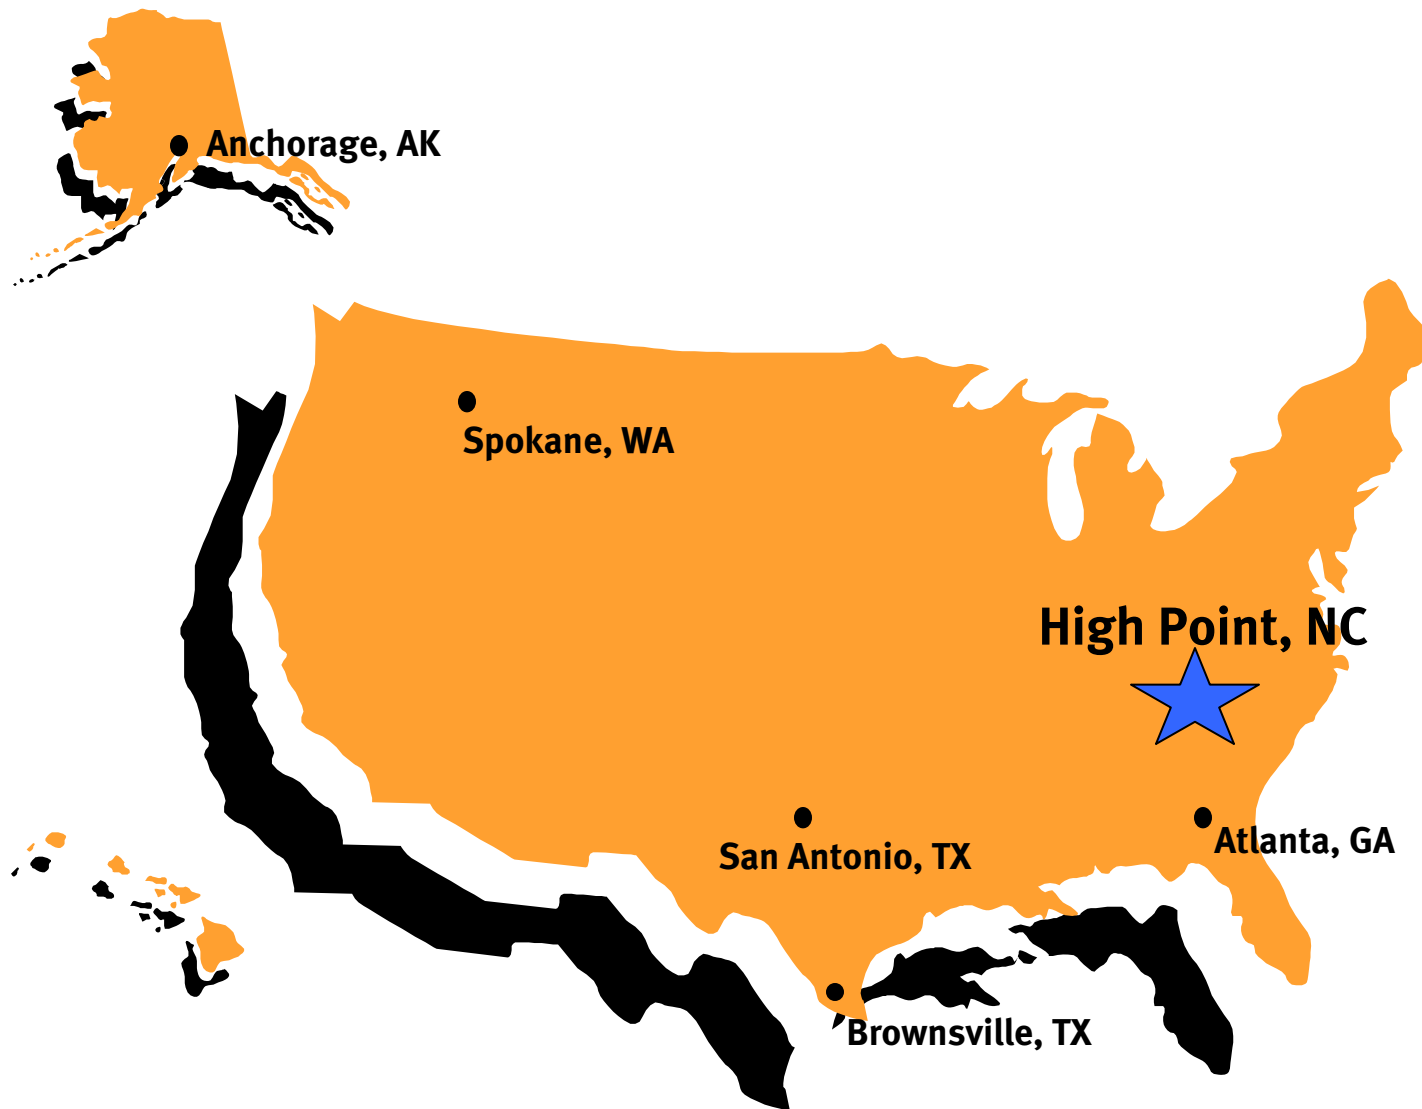 Anchorage, AK
Spokane, WA
High Point, NC
San Antonio, TX
Atlanta, GA
Brownsville, TX